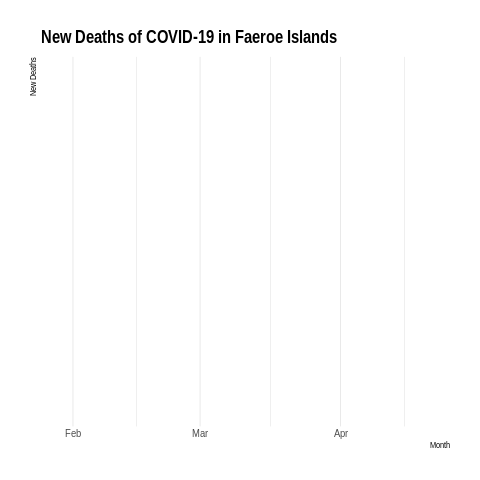 New Deaths of COVID-19 in Faeroe Islands
New Deaths
Feb Mar Apr
Month